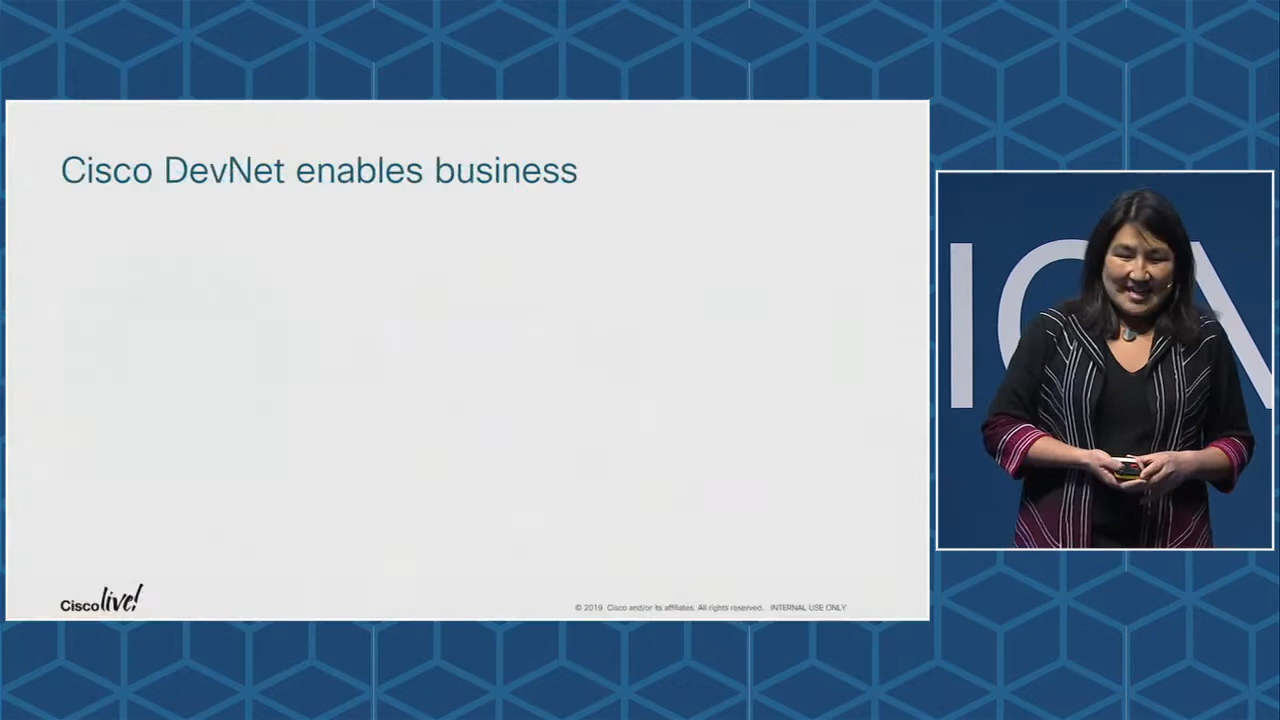 Cisco DevNet enables business
Cisco live!
© 2019 Cisco and/or its affiliates. All rights reserved. INTERNAL USE ONLY